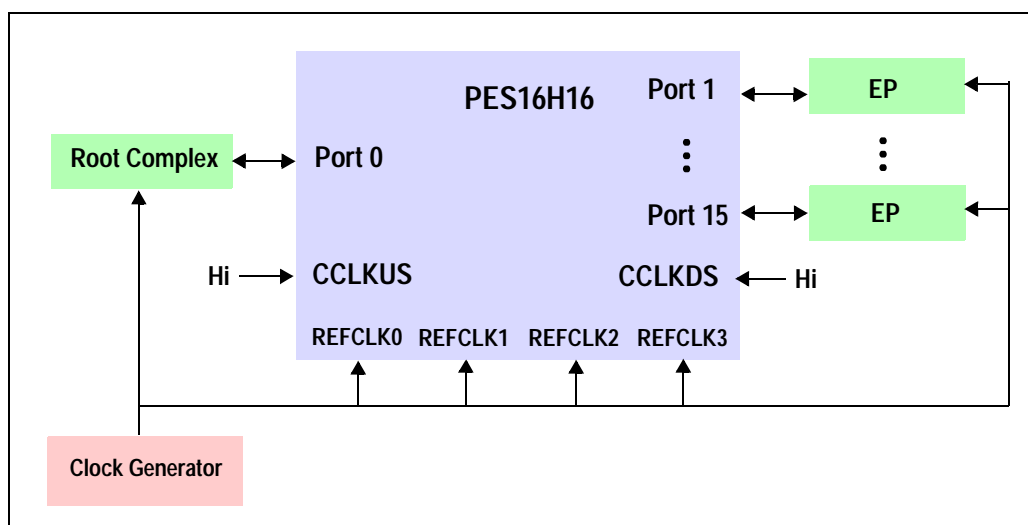 PES16H16
Port 1
EP
Root Complex
Port 0
Port 15
EP
Hi
CCLKUS
CCLKDS
Hi
REFCLK0 REFCLK1 REFCLK2 REFCLK3
Clock Generator